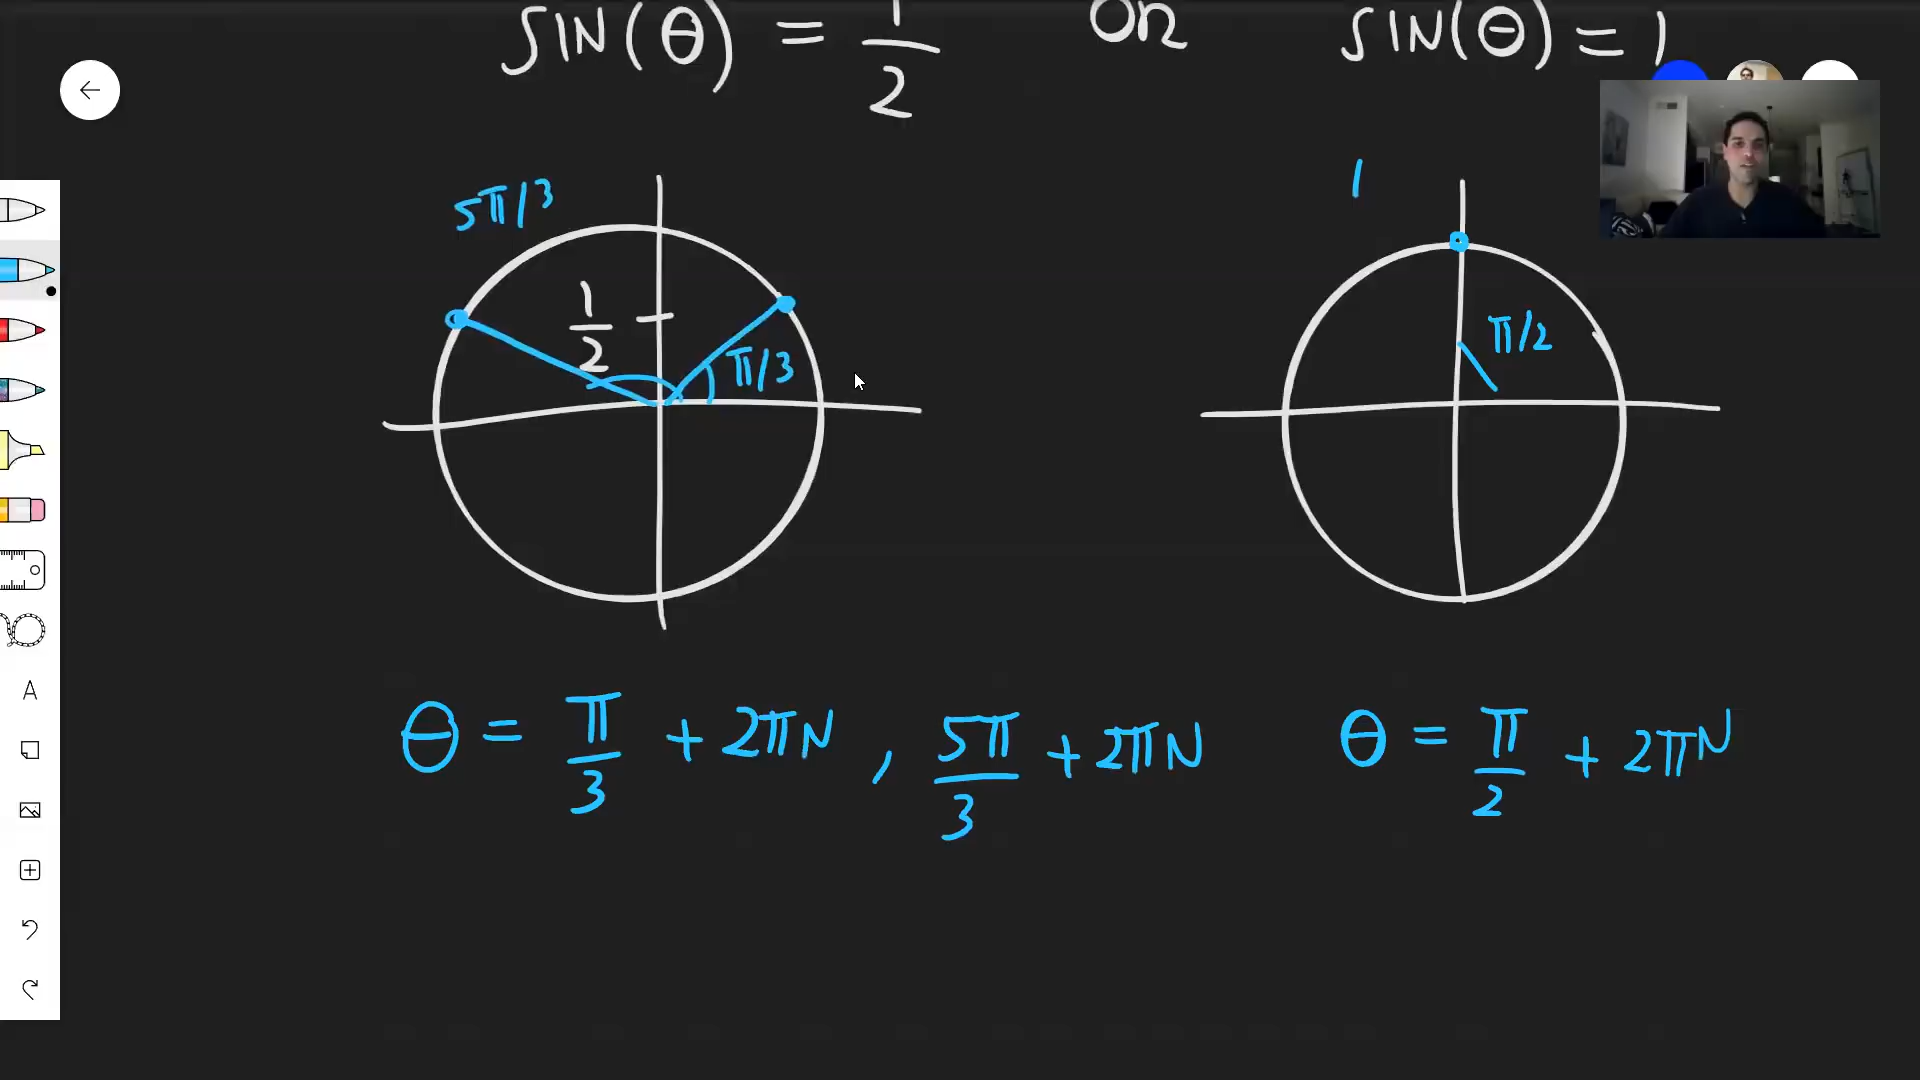 SIN(θ) = 1/2 OR SIN(θ) = 1
5π/3
1
1/2
π/3
π/2
θ = π/3 + 2πN, 5π/3 + 2πN
θ = π/2 + 2πN
A